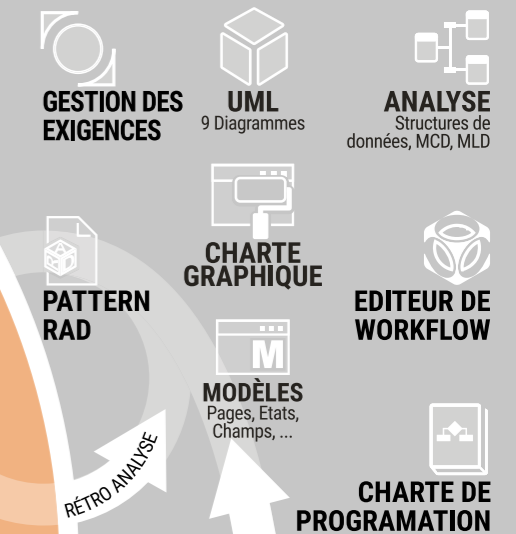 GESTION DES
EXIGENCES
UML
9 Diagrammes
ANALYSE
Structures de
données, MCD, MLD
CHARTE
GRAPHIQUE
PATTERN
RAD
EDITEUR DE
WORKFLOW
M
MODÈLES
Pages, Etats,
Champs, ...
RÉTRO ANALYSE
CHARTE DE
PROGRAMATION